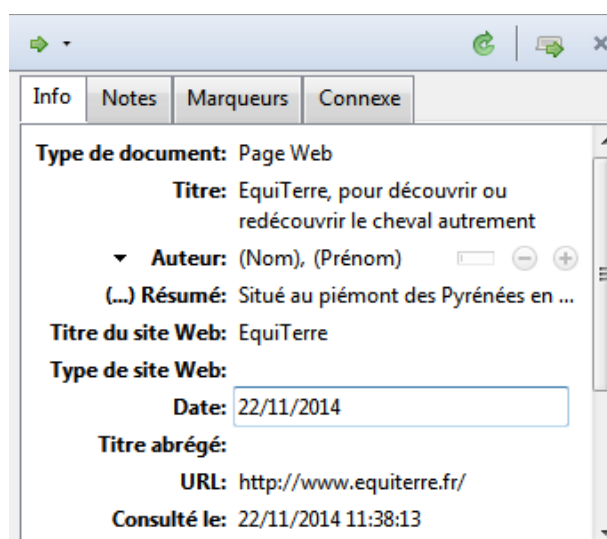 Info Notes Marqueurs Connexe
Type de document: Page Web
Titre: EquiTerre, pour découvrir ou
redécouvrir le cheval autrement
Auteur: (Nom), (Prénom)
(...) Résumé: Situé au piémont des Pyrénées en ...
Titre du site Web: EquiTerre
Type de site Web:
Date: 22/11/2014
Titre abrégé:
URL: http://www.equiterre.fr/
Consulté le: 22/11/2014 11:38:13